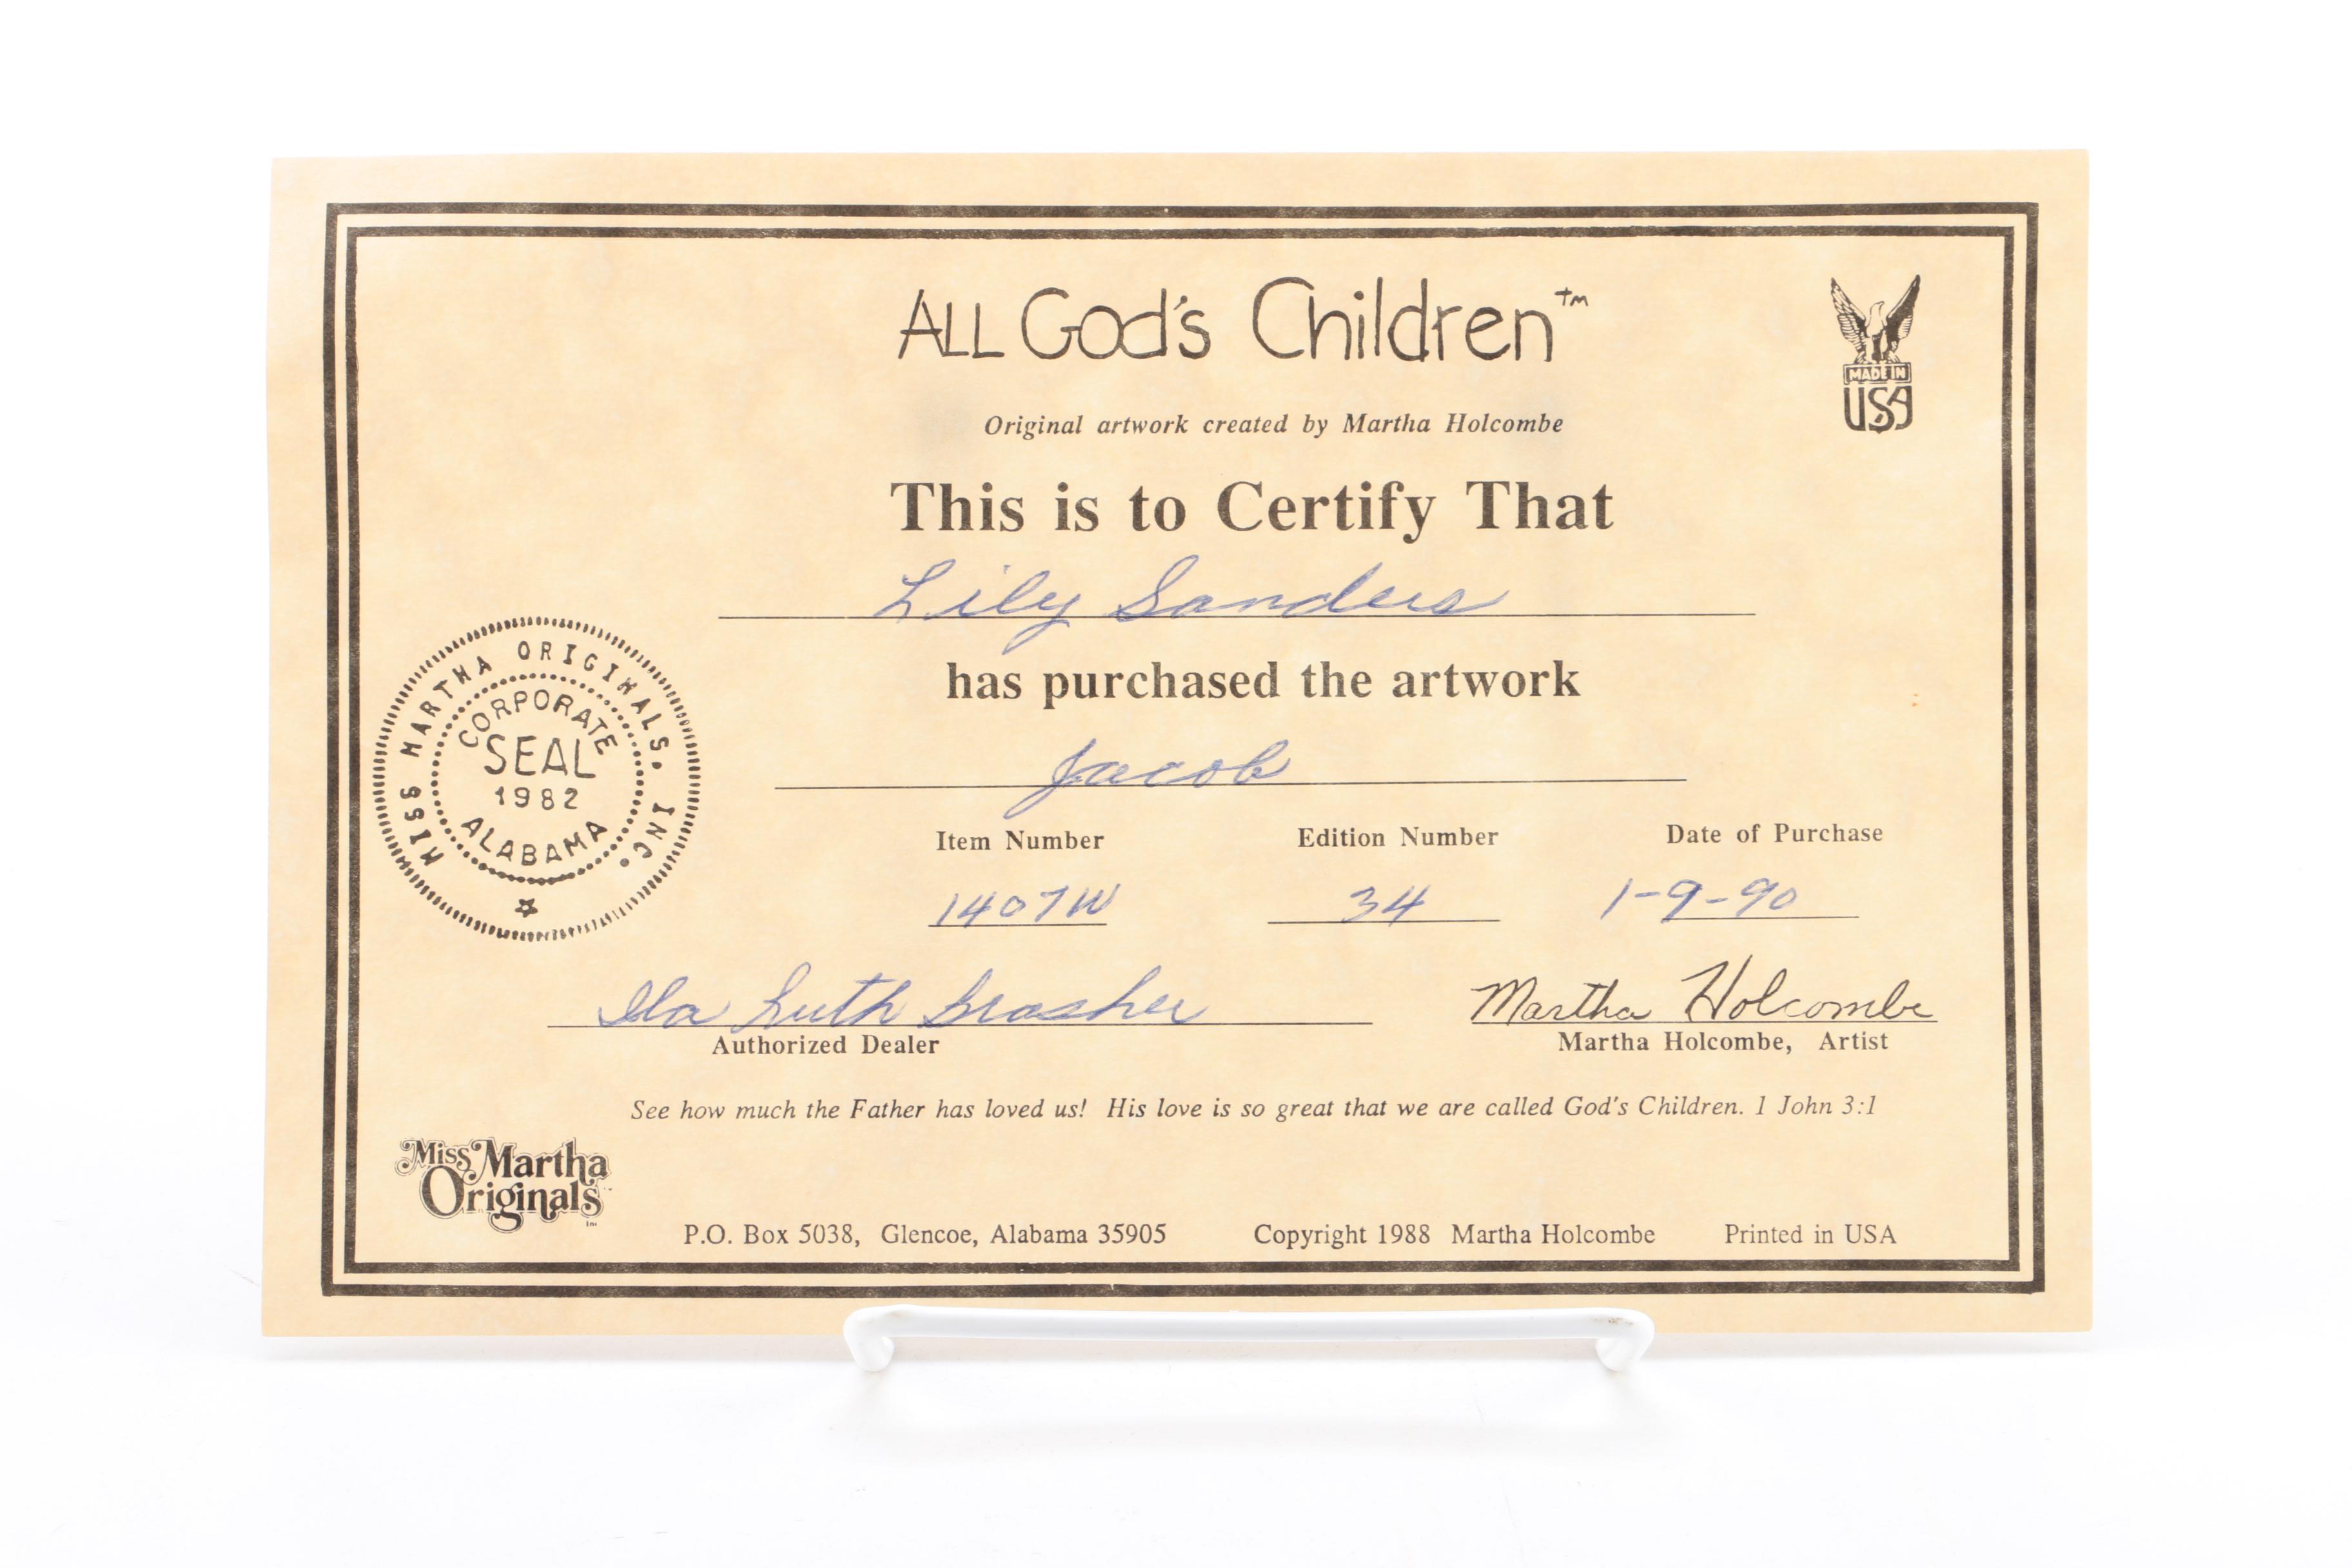 ALL God's Children™
MADE IN
USA
Original artwork created by Martha Holcombe
This is to Certify That
Lily Sanders
has purchased the artwork
Jacob
MISS MARTHA ORIGINALS, INC.
CORPORATE
SEAL
1982
ALABAMA
Item Number Edition Number Date of Purchase
1407W 34 1-9-90
Ruth Martha Holcombe
Authorized Dealer Martha Holcombe, Artist
See how much the Father has loved us! His love is so great that we are called God's Children. 1 John 3:1
Miss Martha
Originals
Inc
P.O. Box 5038, Glencoe, Alabama 35905 Copyright 1988 Martha Holcombe Printed in USA